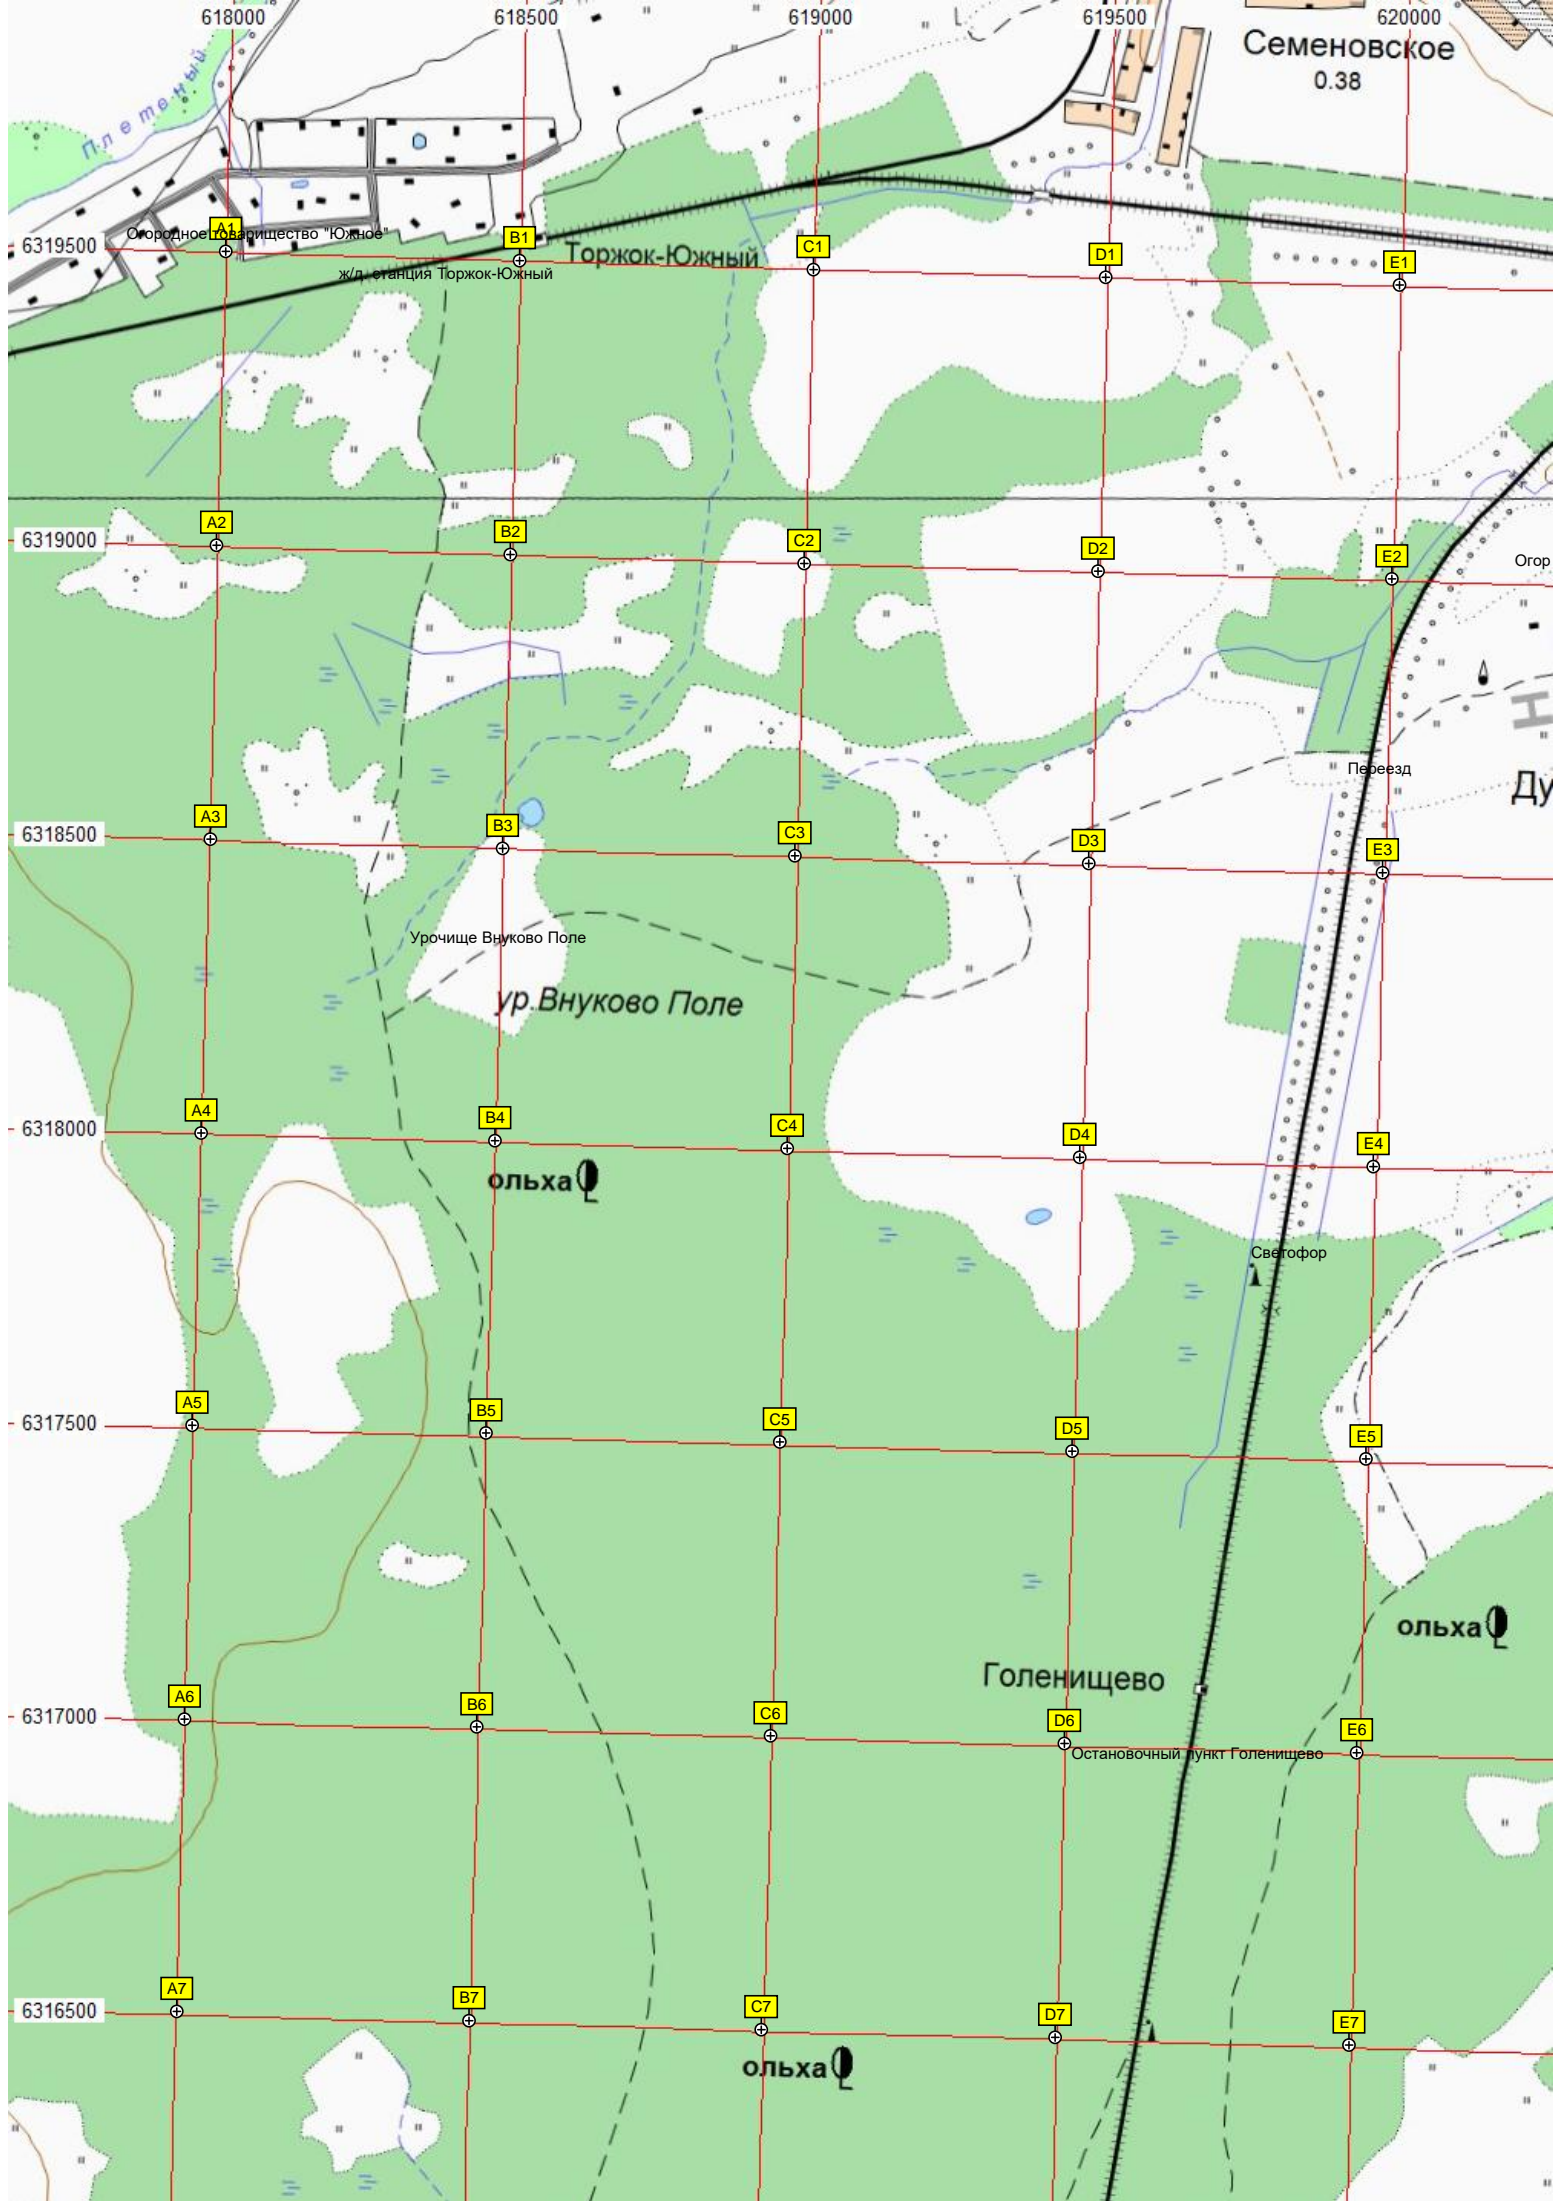 618000 618500 619000 619500 620000
Семеновское
0.38
Плетеный
A1 B1 C1 D1 E1
6319500
Огородное товарищество "Южное"
Торжок-Южный
ж/д. станция Торжок-Южный
A2 B2 C2 D2 E2
6319000
Огор
Н
Переезд
Ду
A3 B3 C3 D3 E3
6318500
Урочище Внуково Поле
ур.Внуково Поле
A4 B4 C4 D4 E4
6318000
ольха
Светофор
A5 B5 C5 D5 E5
6317500
ольха
Голенищево
A6 B6 C6 D6 E6
6317000
Остановочный пункт Голенищево
A7 B7 C7 D7 E7
6316500
ольха